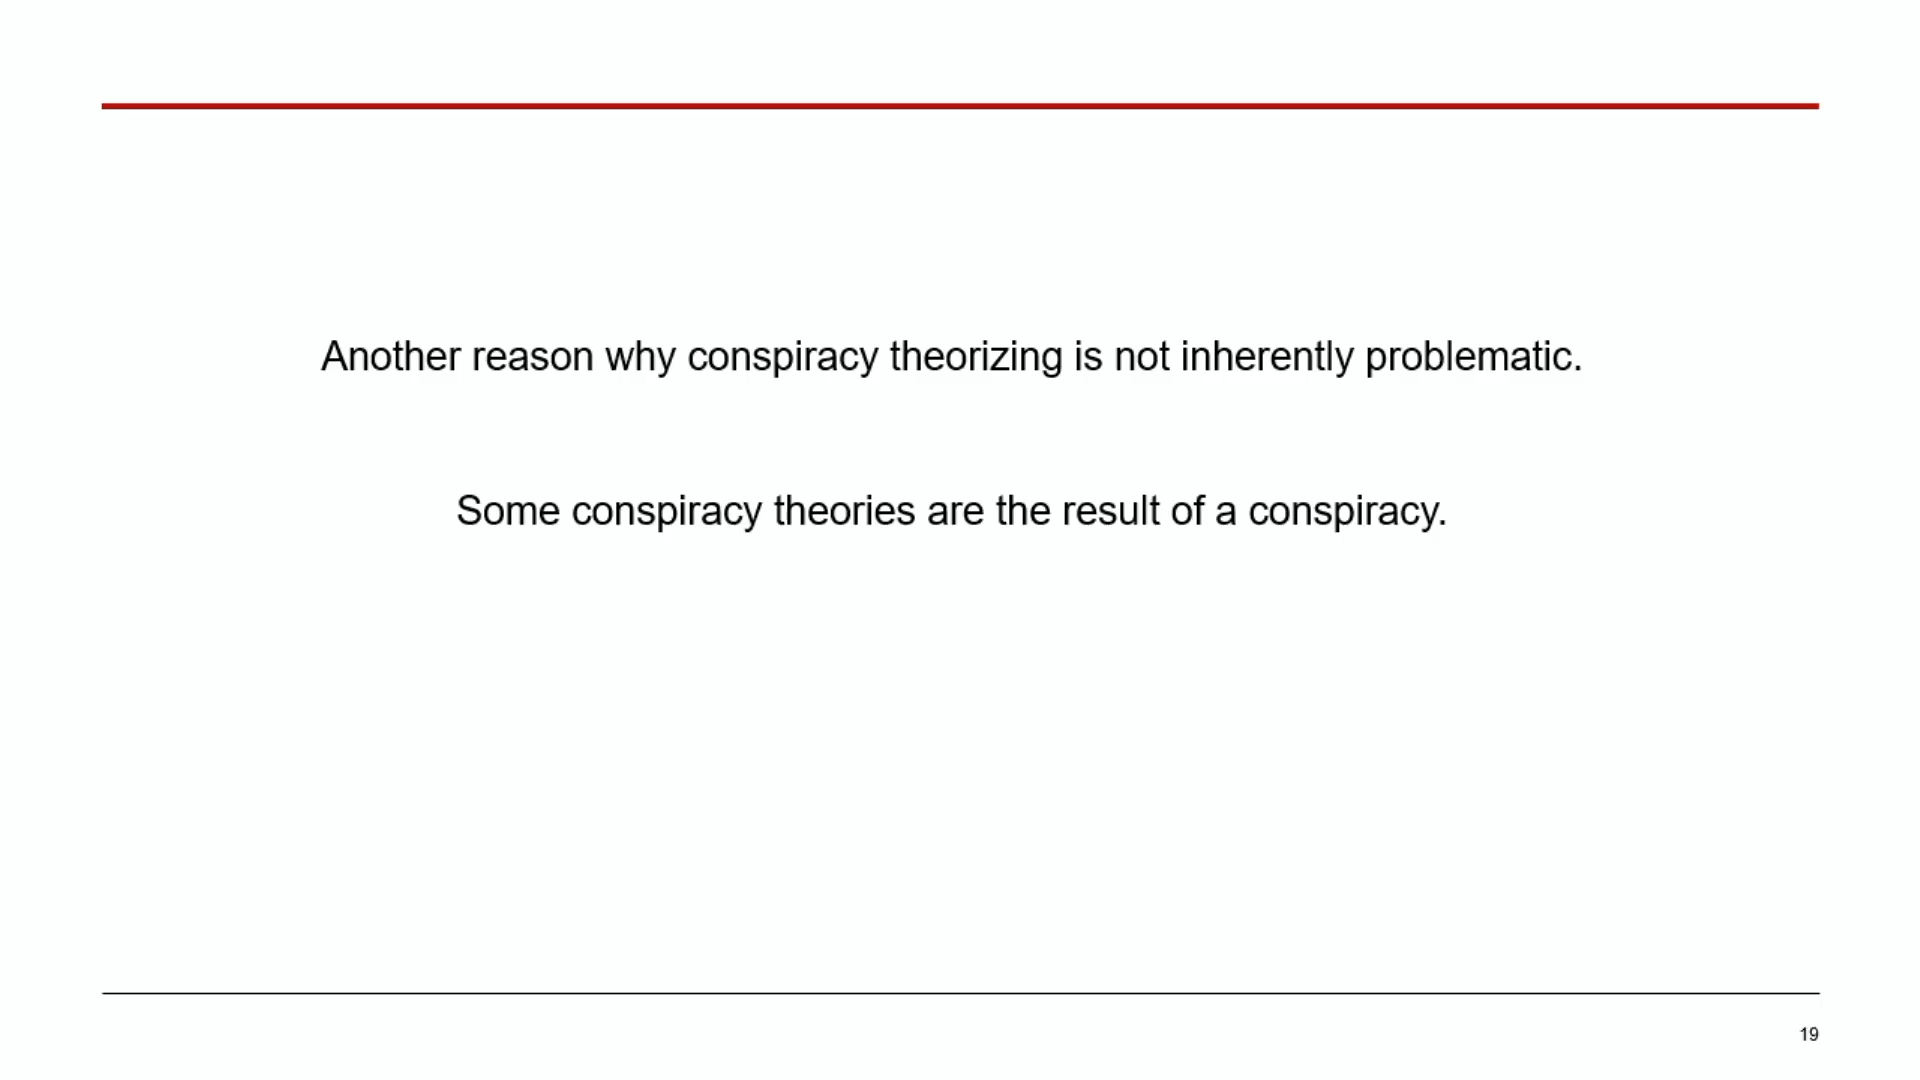 Another reason why conspiracy theorizing is not inherently problematic.
Some conspiracy theories are the result of a conspiracy.
19